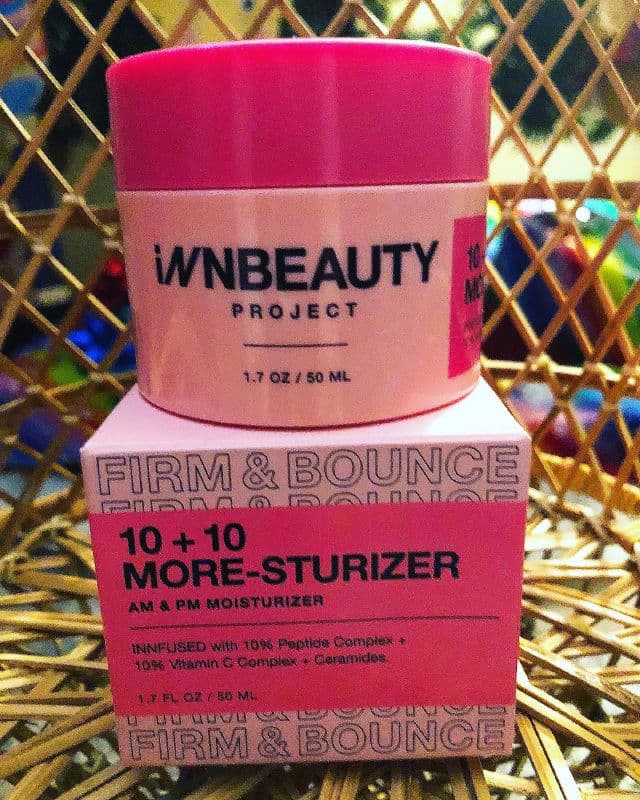 iNNBEAUTY
PROJECT
1.7 OZ / 50 ML
10
FIRM & BOUNCE
FIRM & BOUNCE
10 + 10
MORE-STURIZER
AM & PM MOISTURIZER
INNFUSED with 10% Peptide Complex +
10% Vitamin C Complex + Ceramides.
1.7 FL OZ / 50 ML
FIRM & BOUNCE
FIRM & BOUNCE